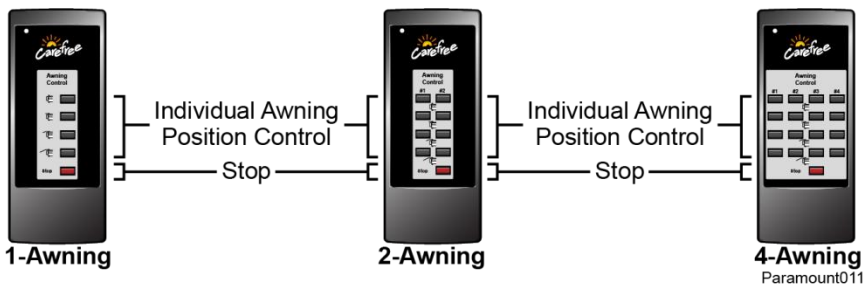 Carefree
Awning
Control
Stop
Individual Awning
Position Control
Stop
Carefree
Awning
Control
#1 #2
Stop
Individual Awning
Position Control
Stop
Carefree
Awning
Control
#1 #2 #3 #4
Stop
1-Awning
2-Awning
4-Awning
Paramount011